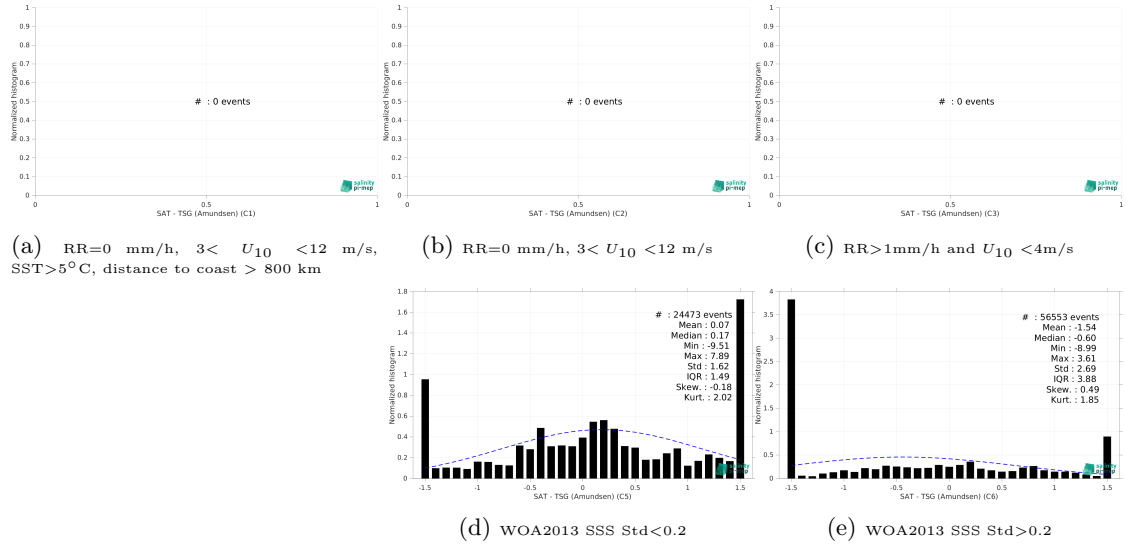 1
0.9
0.8
0.7
0.6
0.5
0.4
0.3
0.2
0.1
0
Normalized histogram
# : 0 events
salinity
pi-mep
0 0.5 1
SAT - TSG (Amundsen) (C1)
1
0.9
0.8
0.7
0.6
0.5
0.4
0.3
0.2
0.1
0
Normalized histogram
# : 0 events
salinity
pi-mep
0 0.5 1
SAT - TSG (Amundsen) (C2)
1
0.9
0.8
0.7
0.6
0.5
0.4
0.3
0.2
0.1
0
Normalized histogram
# : 0 events
salinity
pi-mep
0 0.5 1
SAT - TSG (Amundsen) (C3)
(a) RR=0 mm/h, 3< U10 <12 m/s,
SST>5°C, distance to coast > 800 km
(b) RR=0 mm/h, 3< U10 <12 m/s
(c) RR>1mm/h and U10 <4m/s
1.8
1.6
1.4
1.2
1
0.8
0.6
0.4
0.2
0
Normalized histogram
# : 24473 events
Mean : 0.07
Median : 0.17
Min : -9.51
Max : 7.89
Std : 1.62
IQR : 1.49
Skew. : -0.18
Kurt. : 2.02
salinity
pi-mep
-1.5 -1 -0.5 0 0.5 1 1.5
SAT - TSG (Amundsen) (C5)
4
3.5
3
2.5
2
1.5
1
0.5
0
Normalized histogram
# : 56553 events
Mean : -1.54
Median : -0.60
Min : -8.99
Max : 3.61
Std : 2.69
IQR : 3.88
Skew. : 0.49
Kurt. : 1.85
salinity
pi-mep
-1.5 -1 -0.5 0 0.5 1 1.5
SAT - TSG (Amundsen) (C6)
(d) WOA2013 SSS Std<0.2
(e) WOA2013 SSS Std>0.2